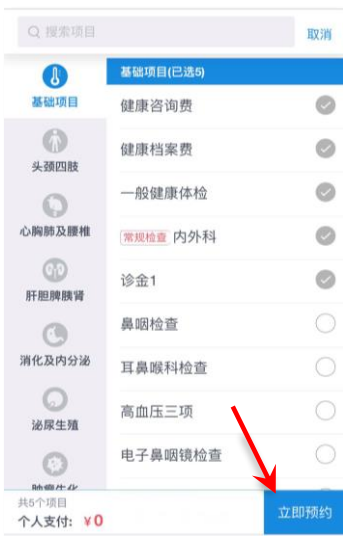 搜索项目
取消
基础项目
头颈四肢
心胸肺及腰椎
肝胆脾胰肾
消化及内分泌
泌尿生殖
肿瘤生化
基础项目(已选5)
健康咨询费
健康档案费
一般健康体检
常规检查 内外科
诊金1
鼻咽检查
耳鼻喉科检查
高血压三项
电子鼻咽镜检查
共5个项目
个人支付: ¥0
立即预约